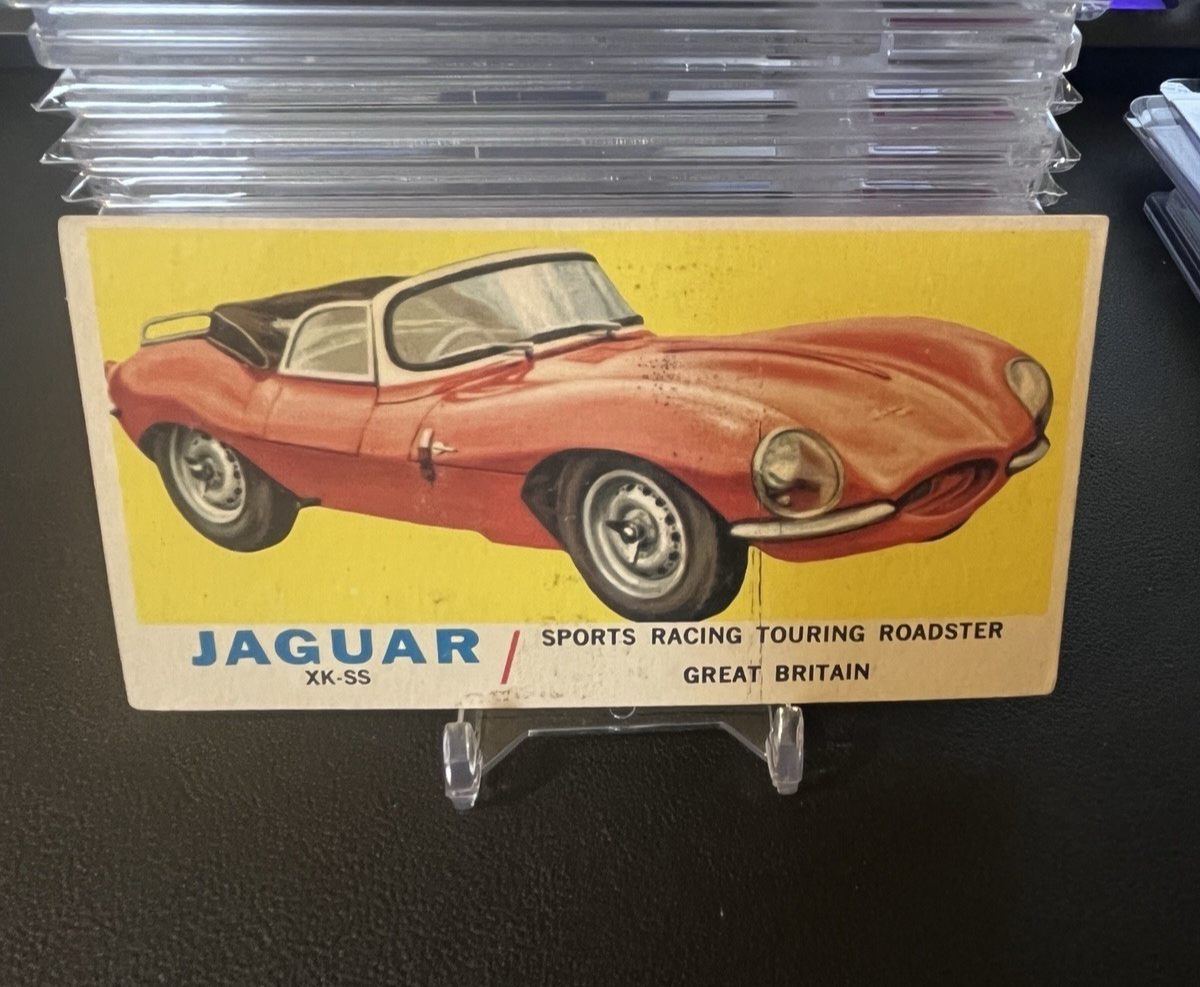 JAGUAR / SPORTS RACING TOURING ROADSTER
XK-SS GREAT BRITAIN